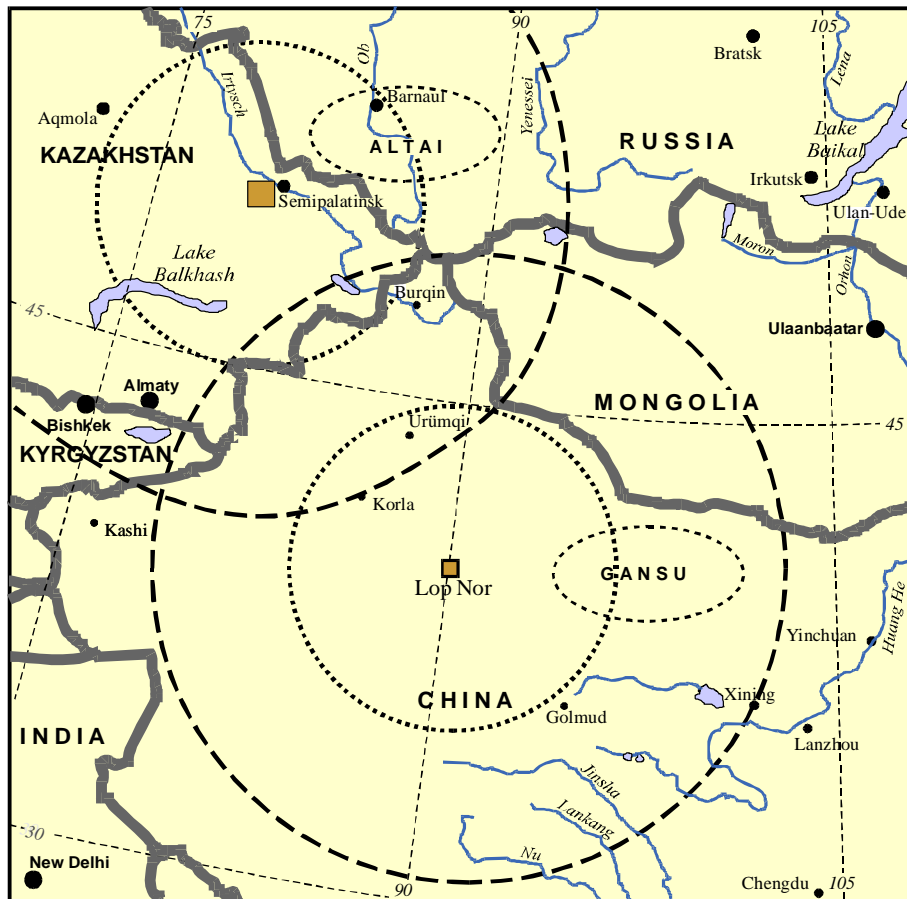 75
90
105
Bratsk
Ob
Irtysch
Yenessei
Lena
Aqmola
Barnaul
ALTAI
RUSSIA
Lake
Baikal
KAZAKHSTAN
Irkutsk
Semipalatinsk
Ulan-Ude
Lake
Balkhash
Moron
Orhon
Burqin
45
Ulaanbaatar
Almaty
MONGOLIA
Bishkek
Urümqi
45
KYRGYZSTAN
Korla
Kashi
GANSU
Lop Nor
Huang He
Yinchuan
CHINA
Xining
Golmud
INDIA
Lanzhou
Jinsha
Lankang
30
Nu
New Delhi
90
Chengdu
105